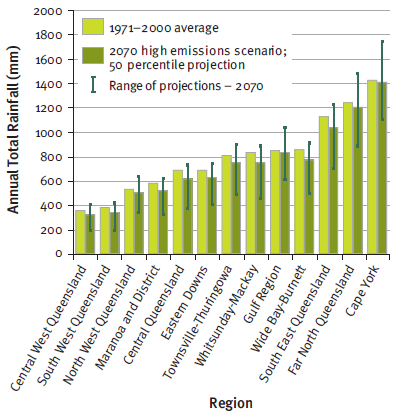 Annual Total Rainfall (mm)
2000
1800
1600
1400
1200
1000
800
600
400
200
0
1971–2000 average
2070 high emissions scenario;
50 percentile projection
Range of projections – 2070
Central West Queensland
South West Queensland
North West Queensland
Maranoa and District
Central Queensland
Eastern Downs
Townsville-Thuringowa
Whitsunday-Mackay
Gulf Region
Wide Bay-Burnett
South East Queensland
Far North Queensland
Cape York
Region